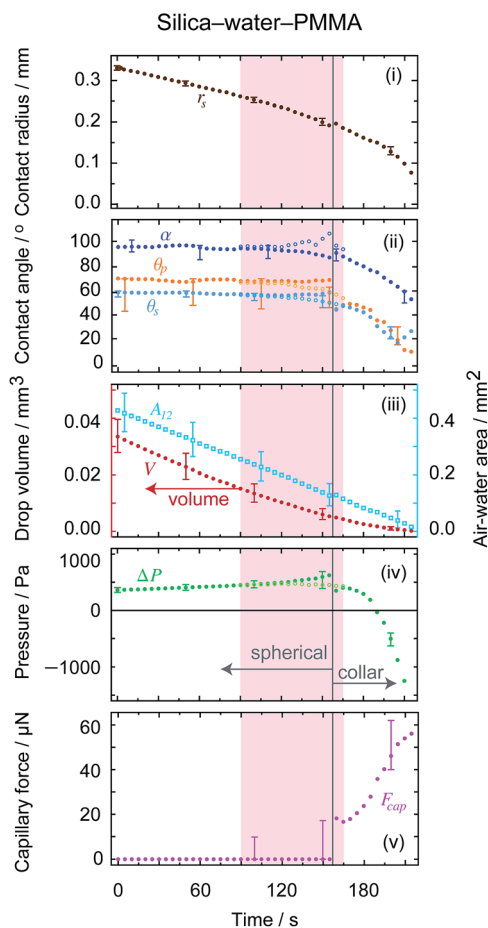 Silica–water–PMMA
Contact radius / mm
0.3
0.2
0.1
0.0
r_s
(i)
Contact angle / °
100
80
60
40
20
0
α
θ_p
θ_s
(ii)
Drop volume / mm³
0.04
0.02
0.00
A_12
V
volume
(iii)
0.4
0.2
0.0
Air-water area / mm²
Pressure / Pa
1000
0
−1000
ΔP
(iv)
spherical
collar
Capillary force / µN
60
40
20
0
F_cap
(v)
0 60 120 180
Time / s